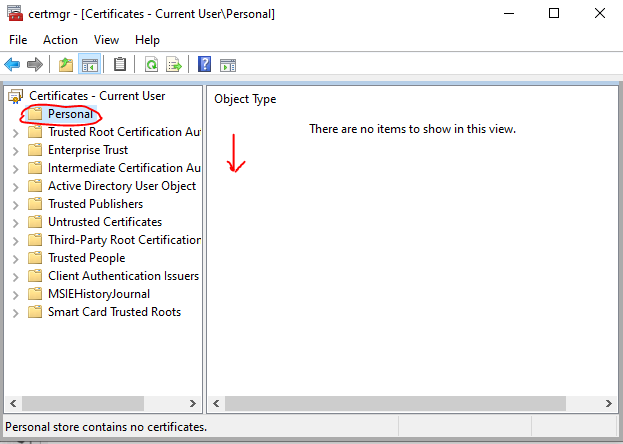 certmgr - [Certificates - Current User\Personal]
File Action View Help
Certificates - Current User
Personal
Trusted Root Certification Au
Enterprise Trust
Intermediate Certification Au
Active Directory User Object
Trusted Publishers
Untrusted Certificates
Third-Party Root Certification
Trusted People
Client Authentication Issuers
MSIEHistoryJournal
Smart Card Trusted Roots
Object Type
There are no items to show in this view.
Personal store contains no certificates.